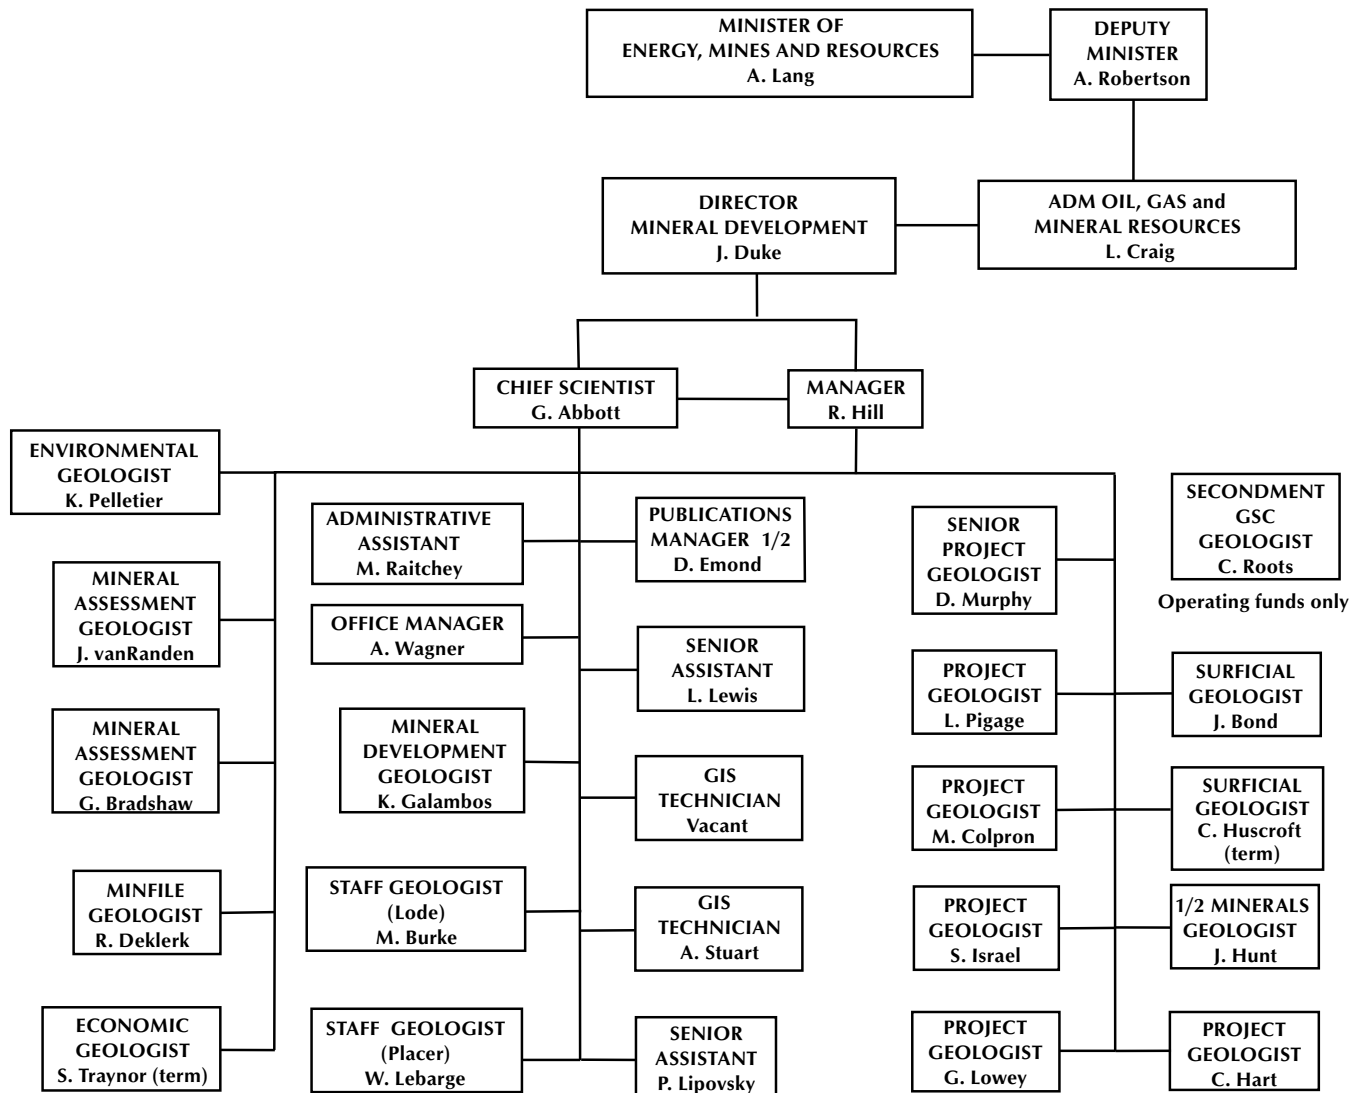 MINISTER OF
ENERGY, MINES AND RESOURCES
A. Lang
DEPUTY
MINISTER
A. Robertson
DIRECTOR
MINERAL DEVELOPMENT
J. Duke
ADM OIL, GAS and
MINERAL RESOURCES
L. Craig
CHIEF SCIENTIST
G. Abbott
MANAGER
R. Hill
ENVIRONMENTAL
GEOLOGIST
K. Pelletier
MINERAL
ASSESSMENT
GEOLOGIST
J. vanRanden
MINERAL
ASSESSMENT
GEOLOGIST
G. Bradshaw
MINFILE
GEOLOGIST
R. Deklerk
ECONOMIC
GEOLOGIST
S. Traynor (term)
ADMINISTRATIVE
ASSISTANT
M. Raitchey
OFFICE MANAGER
A. Wagner
MINERAL
DEVELOPMENT
GEOLOGIST
K. Galambos
STAFF GEOLOGIST
(Lode)
M. Burke
STAFF GEOLOGIST
(Placer)
W. Lebarge
PUBLICATIONS
MANAGER 1/2
D. Emond
SENIOR
ASSISTANT
L. Lewis
GIS
TECHNICIAN
Vacant
GIS
TECHNICIAN
A. Stuart
SENIOR
ASSISTANT
P. Lipovsky
SENIOR
PROJECT
GEOLOGIST
D. Murphy
PROJECT
GEOLOGIST
L. Pigage
PROJECT
GEOLOGIST
M. Colpron
PROJECT
GEOLOGIST
S. Israel
PROJECT
GEOLOGIST
G. Lowey
SECONDMENT
GSC
GEOLOGIST
C. Roots
Operating funds only
SURFICIAL
GEOLOGIST
J. Bond
SURFICIAL
GEOLOGIST
C. Huscroft
(term)
1/2 MINERALS
GEOLOGIST
J. Hunt
PROJECT
GEOLOGIST
C. Hart